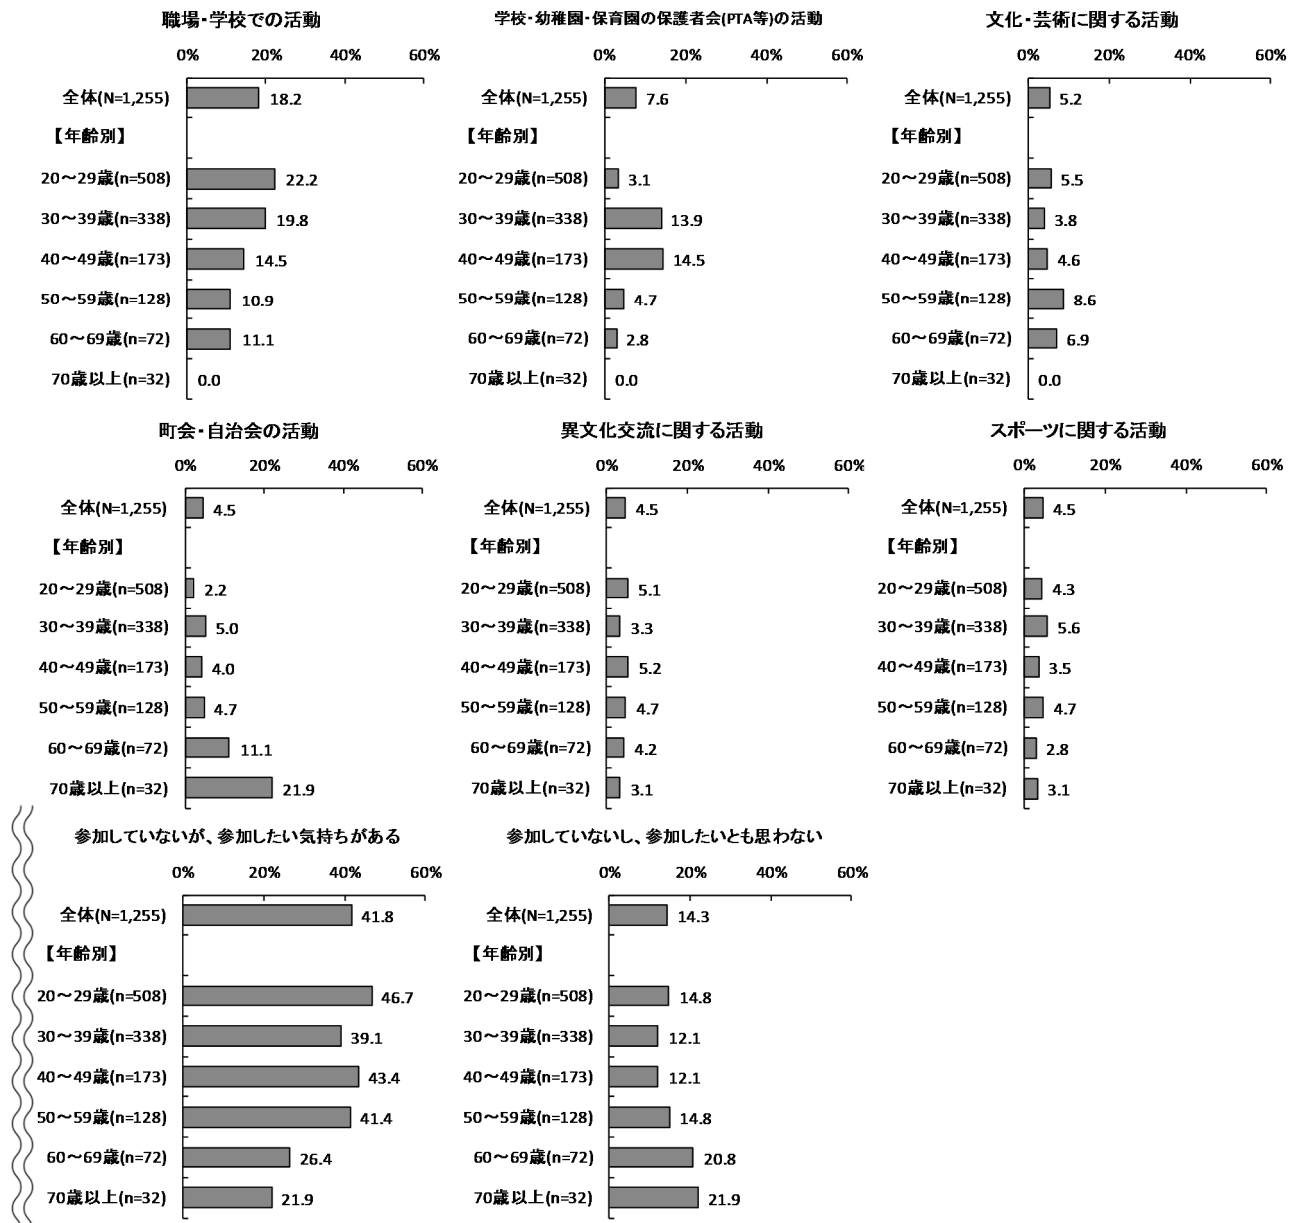 職場・学校での活動
0% 20% 40% 60%
全体(N=1,255) 18.2
【年齢別】
20～29歳(n=508) 22.2
30～39歳(n=338) 19.8
40～49歳(n=173) 14.5
50～59歳(n=128) 10.9
60～69歳(n=72) 11.1
70歳以上(n=32) 0.0
学校・幼稚園・保育園の保護者会(PTA等)の活動
0% 20% 40% 60%
全体(N=1,255) 7.6
【年齢別】
20～29歳(n=508) 3.1
30～39歳(n=338) 13.9
40～49歳(n=173) 14.5
50～59歳(n=128) 4.7
60～69歳(n=72) 2.8
70歳以上(n=32) 0.0
文化・芸術に関する活動
0% 20% 40% 60%
全体(N=1,255) 5.2
【年齢別】
20～29歳(n=508) 5.5
30～39歳(n=338) 3.8
40～49歳(n=173) 4.6
50～59歳(n=128) 8.6
60～69歳(n=72) 6.9
70歳以上(n=32) 0.0
町会・自治会の活動
0% 20% 40% 60%
全体(N=1,255) 4.5
【年齢別】
20～29歳(n=508) 2.2
30～39歳(n=338) 5.0
40～49歳(n=173) 4.0
50～59歳(n=128) 4.7
60～69歳(n=72) 11.1
70歳以上(n=32) 21.9
異文化交流に関する活動
0% 20% 40% 60%
全体(N=1,255) 4.5
【年齢別】
20～29歳(n=508) 5.1
30～39歳(n=338) 3.3
40～49歳(n=173) 5.2
50～59歳(n=128) 4.7
60～69歳(n=72) 4.2
70歳以上(n=32) 3.1
スポーツに関する活動
0% 20% 40% 60%
全体(N=1,255) 4.5
【年齢別】
20～29歳(n=508) 4.3
30～39歳(n=338) 5.6
40～49歳(n=173) 3.5
50～59歳(n=128) 4.7
60～69歳(n=72) 2.8
70歳以上(n=32) 3.1
参加していないが、参加したい気持ちがある
0% 20% 40% 60%
全体(N=1,255) 41.8
【年齢別】
20～29歳(n=508) 46.7
30～39歳(n=338) 39.1
40～49歳(n=173) 43.4
50～59歳(n=128) 41.4
60～69歳(n=72) 26.4
70歳以上(n=32) 21.9
参加していないし、参加したいとも思わない
0% 20% 40% 60%
全体(N=1,255) 14.3
【年齢別】
20～29歳(n=508) 14.8
30～39歳(n=338) 12.1
40～49歳(n=173) 12.1
50～59歳(n=128) 14.8
60～69歳(n=72) 20.8
70歳以上(n=32) 21.9